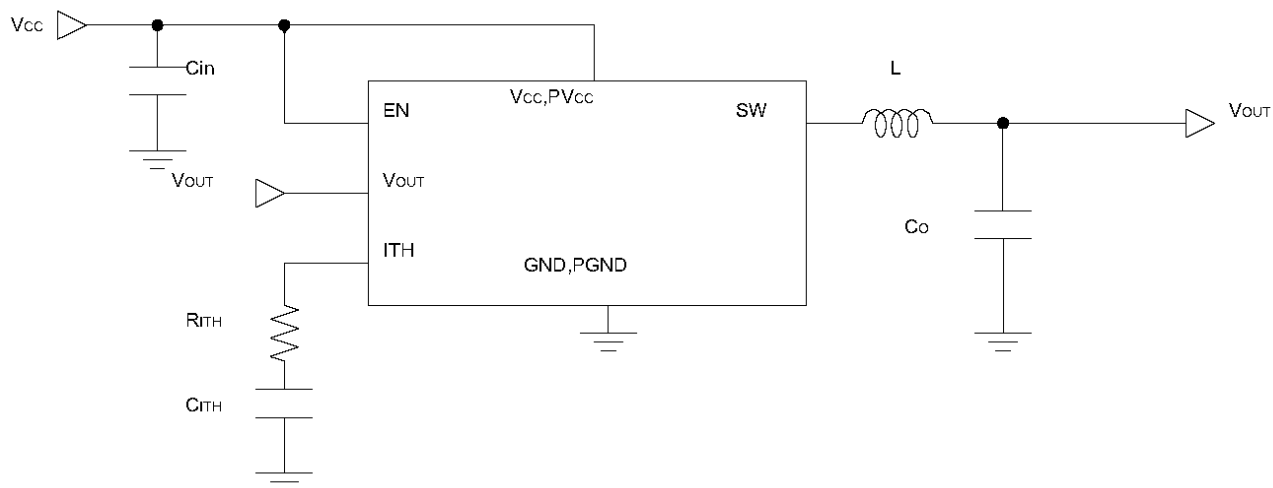 VCC
Cin
L
VCC,PVCC
EN
SW
VOUT
VOUT
VOUT
CO
ITH
GND,PGND
RITH
CITH